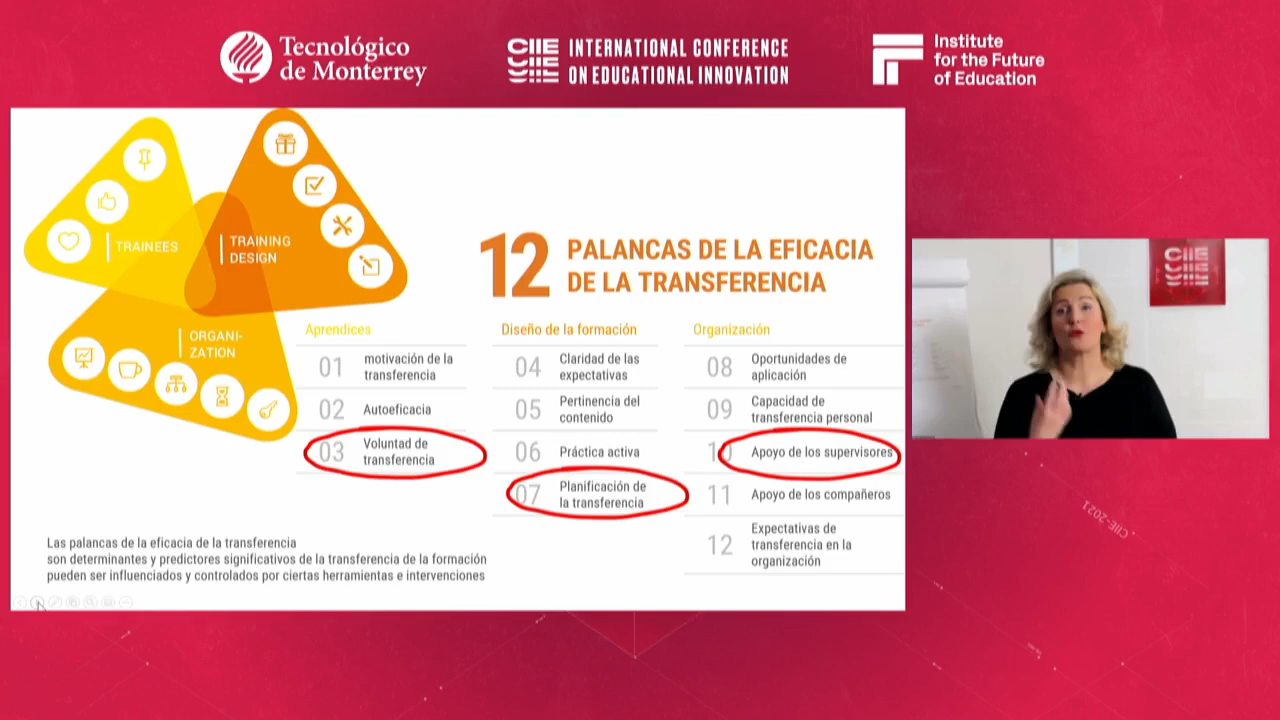 Tecnológico
de Monterrey
CIIE
INTERNATIONAL CONFERENCE
ON EDUCATIONAL INNOVATION
Institute
for the Future
of Education
TRAINEES
TRAINING
DESIGN
ORGANI-
ZATION
12
PALANCAS DE LA EFICACIA
DE LA TRANSFERENCIA
Aprendices
01
motivación de la
transferencia
02
Autoeficacia
03
Voluntad de
transferencia
Diseño de la formación
04
Claridad de las
expectativas
05
Pertinencia del
contenido
06
Práctica activa
07
Planificación de
la transferencia
Organización
08
Oportunidades de
aplicación
09
Capacidad de
transferencia personal
10
Apoyo de los supervisores
11
Apoyo de los compañeros
12
Expectativas de
transferencia en la
organización
Las palancas de la eficacia de la transferencia
son determinantes y predictores significativos de la transferencia de la formación
pueden ser influenciados y controlados por ciertas herramientas e intervenciones
CIIE
CIIE-2021